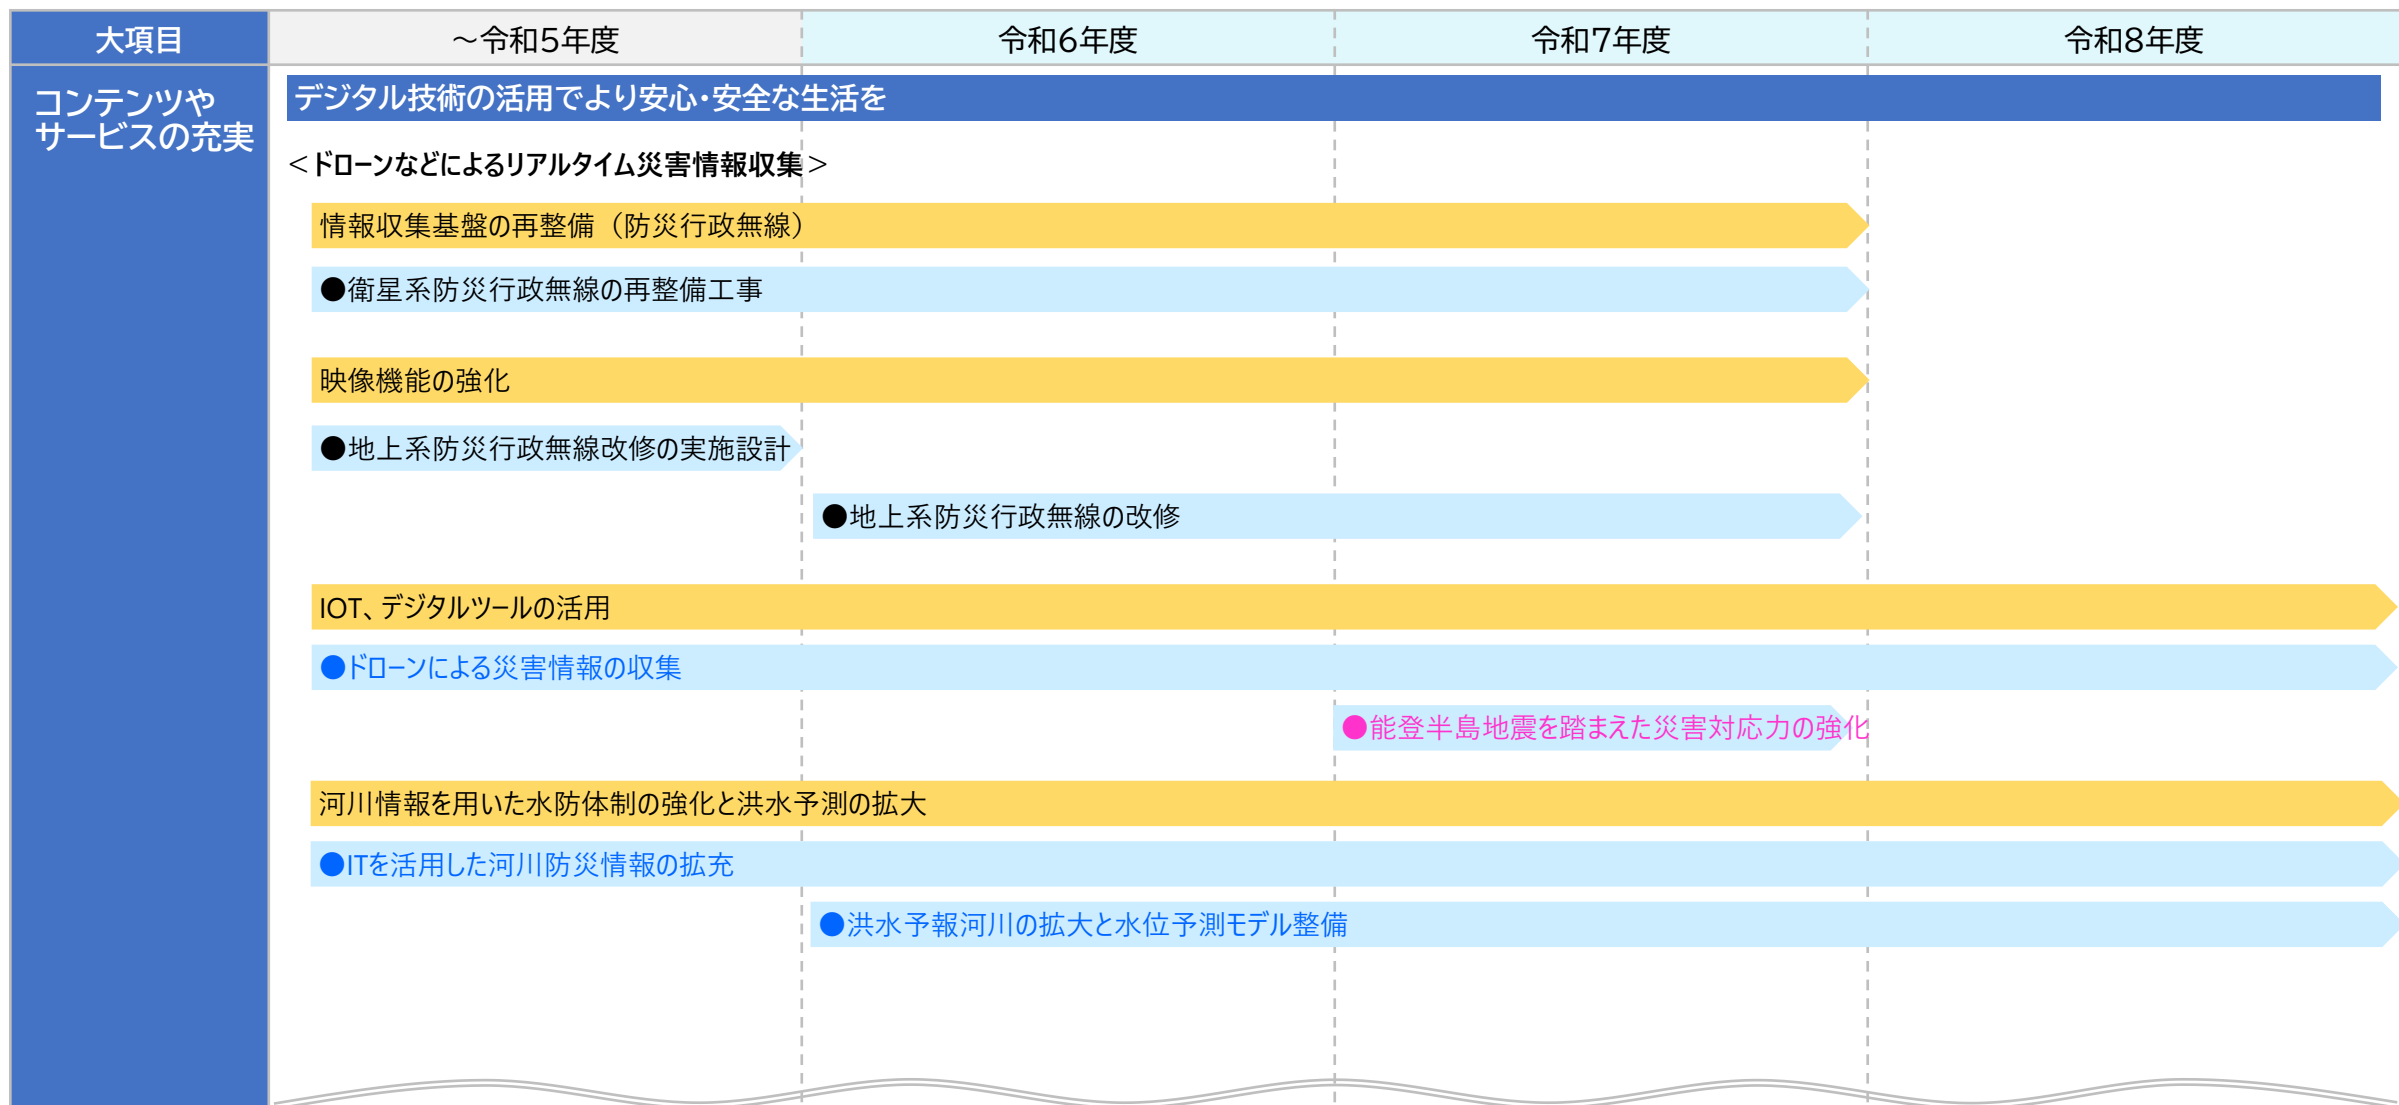 大項目
～令和5年度
令和6年度
令和7年度
令和8年度
コンテンツや
サービスの充実
デジタル技術の活用でより安心・安全な生活を
＜ドローンなどによるリアルタイム災害情報収集＞
情報収集基盤の再整備（防災行政無線）
●衛星系防災行政無線の再整備工事
映像機能の強化
●地上系防災行政無線改修の実施設計
●地上系防災行政無線の改修
IOT、デジタルツールの活用
●ドローンによる災害情報の収集
●能登半島地震を踏まえた災害対応力の強化
河川情報を用いた水防体制の強化と洪水予測の拡大
●ITを活用した河川防災情報の拡充
●洪水予報河川の拡大と水位予測モデル整備